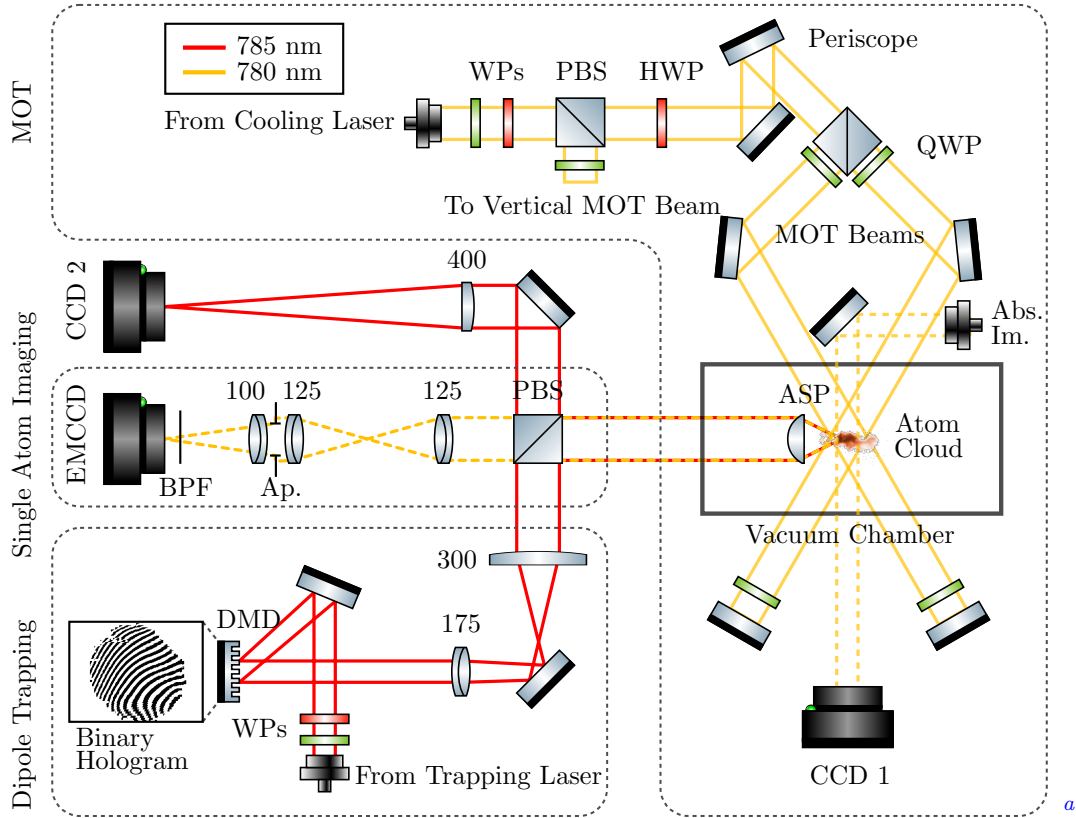 785 nm
780 nm
MOT
WPs
PBS
HWP
Periscope
From Cooling Laser
QWP
To Vertical MOT Beam
MOT Beams
CCD 2
400
Abs.
Im.
Single Atom Imaging
EMCCD
100
125
125
PBS
ASP
Atom
Cloud
BPF
Ap.
Vacuum Chamber
300
Dipole Trapping
DMD
175
WPs
Binary
Hologram
From Trapping Laser
CCD 1
a